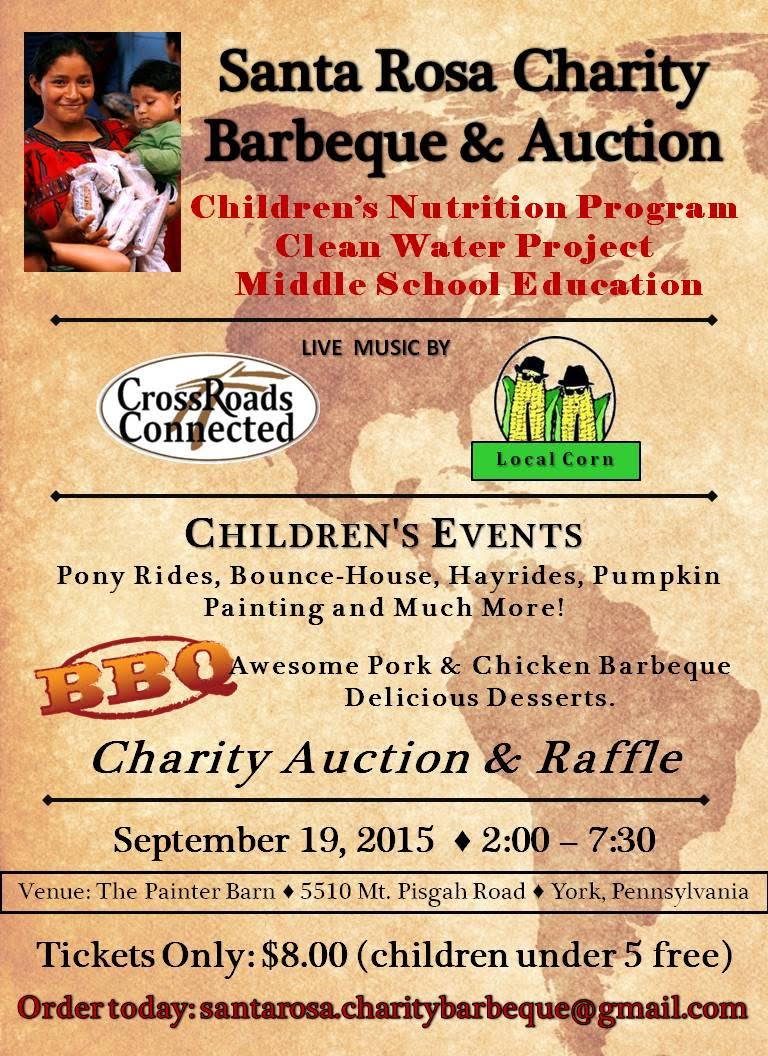 Santa Rosa Charity
Barbeque & Auction
Children's Nutrition Program
Clean Water Project
Middle School Education
LIVE MUSIC BY
CrossRoads
Connected
Local Corn
CHILDREN'S EVENTS
Pony Rides, Bounce-House, Hayrides, Pumpkin
Painting and Much More!
BBQ
Awesome Pork & Chicken Barbeque
Delicious Desserts.
Charity Auction & Raffle
September 19, 2015 ♦ 2:00 – 7:30
Venue: The Painter Barn ♦ 5510 Mt. Pisgah Road ♦ York, Pennsylvania
Tickets Only: $8.00 (children under 5 free)
Order today: santarosa.charitybarbeque@gmail.com